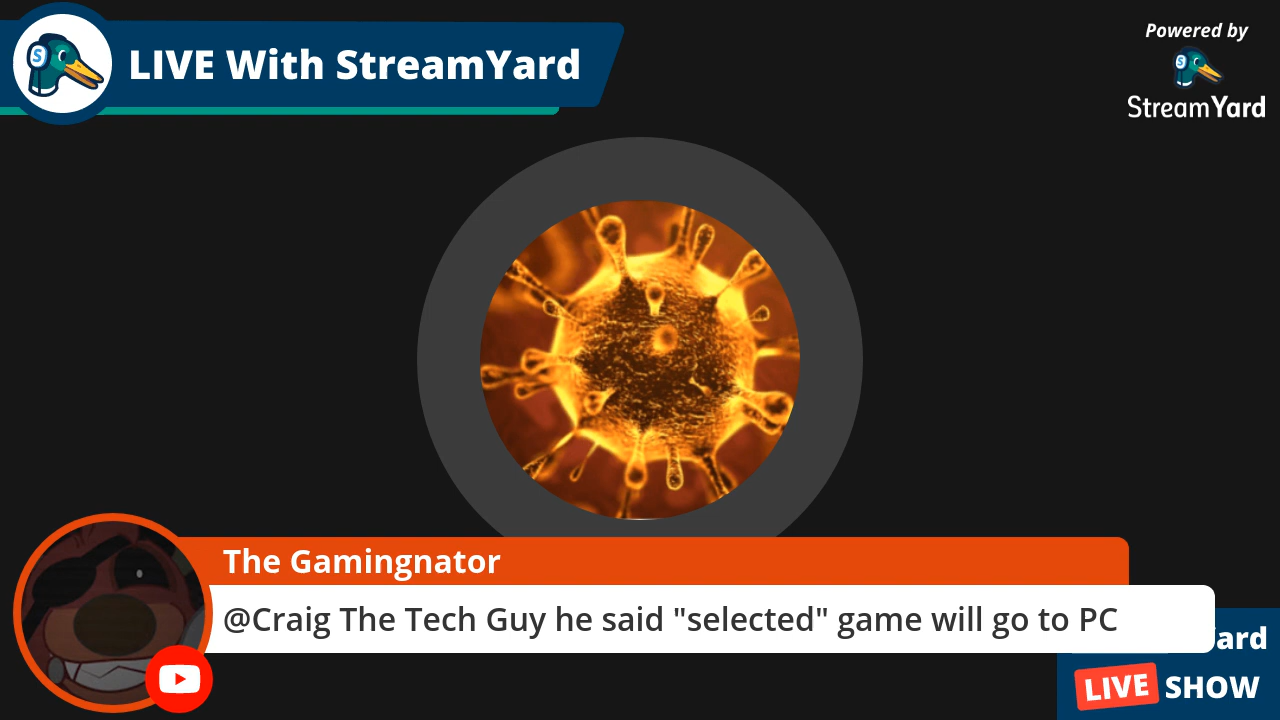 LIVE With StreamYard
Powered by
S
S
StreamYard
The Gamingnator
@Craig The Tech Guy he said "selected" game will go to PC
ard
LIVE SHOW